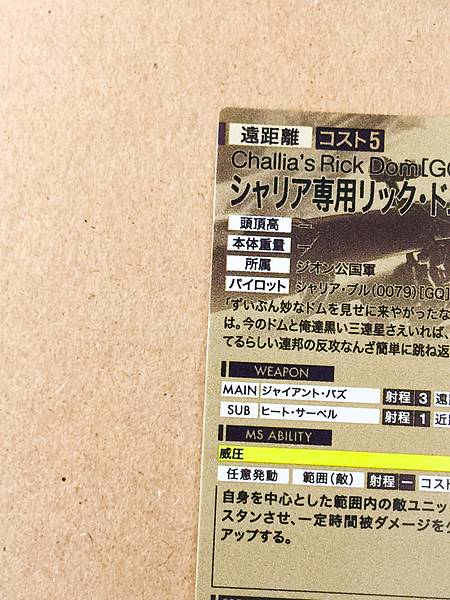 遠距離 コスト5
Challia's Rick Dom[GQ
シャリア専用リック・ド
頭頂高 ー
本体重量 ー
所属 ジオン公国軍
パイロット シャリア・ブル(0079)[GQ]
「ずいぶん妙なドムを見せに来やがったな
は。今のドムと俺達黒い三連星さえいれば、
てるらしい連邦の反攻なんざ簡単に跳ね返
WEAPON
MAIN ジャイアント・バズ 射程 3 遠
SUB ヒート・サーベル 射程 1 近
MS ABILITY
威圧
任意発動 範囲(敵) 射程 ー コスト
自身を中心とした範囲内の敵ユニッ
スタンさせ、一定時間被ダメージを
アップする。